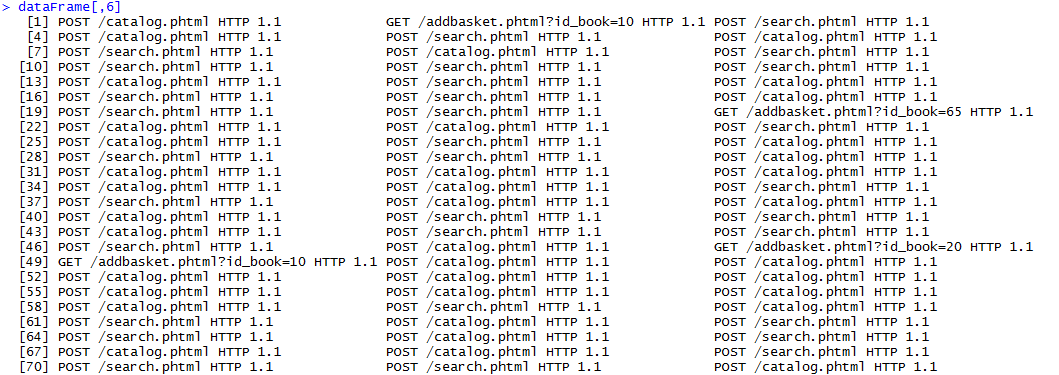 > dataFrame[,6]
[1] POST /catalog.phtml HTTP 1.1 GET /addbasket.phtml?id_book=10 HTTP 1.1 POST /search.phtml HTTP 1.1
[4] POST /catalog.phtml HTTP 1.1 POST /search.phtml HTTP 1.1 POST /catalog.phtml HTTP 1.1
[7] POST /search.phtml HTTP 1.1 POST /catalog.phtml HTTP 1.1 POST /search.phtml HTTP 1.1
[10] POST /search.phtml HTTP 1.1 POST /search.phtml HTTP 1.1 POST /search.phtml HTTP 1.1
[13] POST /catalog.phtml HTTP 1.1 POST /search.phtml HTTP 1.1 POST /catalog.phtml HTTP 1.1
[16] POST /search.phtml HTTP 1.1 POST /search.phtml HTTP 1.1 POST /catalog.phtml HTTP 1.1
[19] POST /search.phtml HTTP 1.1 POST /search.phtml HTTP 1.1 GET /addbasket.phtml?id_book=65 HTTP 1.1
[22] POST /catalog.phtml HTTP 1.1 POST /catalog.phtml HTTP 1.1 POST /search.phtml HTTP 1.1
[25] POST /search.phtml HTTP 1.1 POST /search.phtml HTTP 1.1 POST /catalog.phtml HTTP 1.1
[28] POST /search.phtml HTTP 1.1 POST /search.phtml HTTP 1.1 POST /catalog.phtml HTTP 1.1
[31] POST /catalog.phtml HTTP 1.1 POST /catalog.phtml HTTP 1.1 POST /catalog.phtml HTTP 1.1
[34] POST /catalog.phtml HTTP 1.1 POST /catalog.phtml HTTP 1.1 POST /search.phtml HTTP 1.1
[37] POST /catalog.phtml HTTP 1.1 POST /search.phtml HTTP 1.1 POST /catalog.phtml HTTP 1.1
[40] POST /catalog.phtml HTTP 1.1 POST /search.phtml HTTP 1.1 POST /search.phtml HTTP 1.1
[43] POST /search.phtml HTTP 1.1 POST /catalog.phtml HTTP 1.1 POST /search.phtml HTTP 1.1
[46] POST /search.phtml HTTP 1.1 POST /catalog.phtml HTTP 1.1 GET /addbasket.phtml?id_book=20 HTTP 1.1
[49] GET /addbasket.phtml?id_book=10 HTTP 1.1 POST /catalog.phtml HTTP 1.1 POST /catalog.phtml HTTP 1.1
[52] POST /catalog.phtml HTTP 1.1 POST /catalog.phtml HTTP 1.1 POST /search.phtml HTTP 1.1
[55] POST /catalog.phtml HTTP 1.1 POST /catalog.phtml HTTP 1.1 POST /catalog.phtml HTTP 1.1
[58] POST /search.phtml HTTP 1.1 POST /catalog.phtml HTTP 1.1 POST /catalog.phtml HTTP 1.1
[61] POST /search.phtml HTTP 1.1 POST /catalog.phtml HTTP 1.1 POST /search.phtml HTTP 1.1
[64] POST /search.phtml HTTP 1.1 POST /catalog.phtml HTTP 1.1 POST /search.phtml HTTP 1.1
[67] POST /catalog.phtml HTTP 1.1 POST /catalog.phtml HTTP 1.1 POST /catalog.phtml HTTP 1.1
[70] POST /search.phtml HTTP 1.1 POST /search.phtml HTTP 1.1 POST /catalog.phtml HTTP 1.1